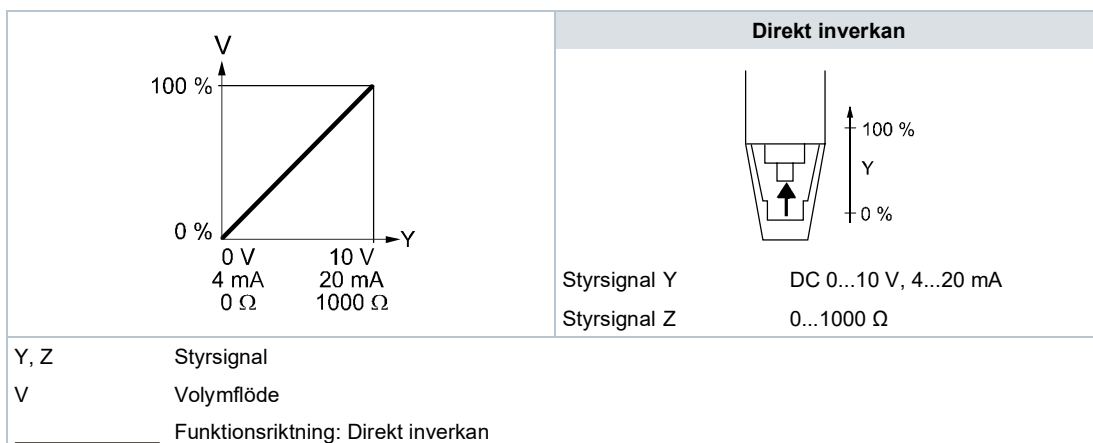 V
100 %
0 %
Y
0 V 10 V
4 mA 20 mA
0 Ω 1000 Ω
Direkt inverkan
100 %
Y
0 %
Styrsignal Y DC 0...10 V, 4...20 mA
Styrsignal Z 0...1000 Ω
Y, Z Styrsignal
V Volymflöde
Funktionsriktning: Direkt inverkan